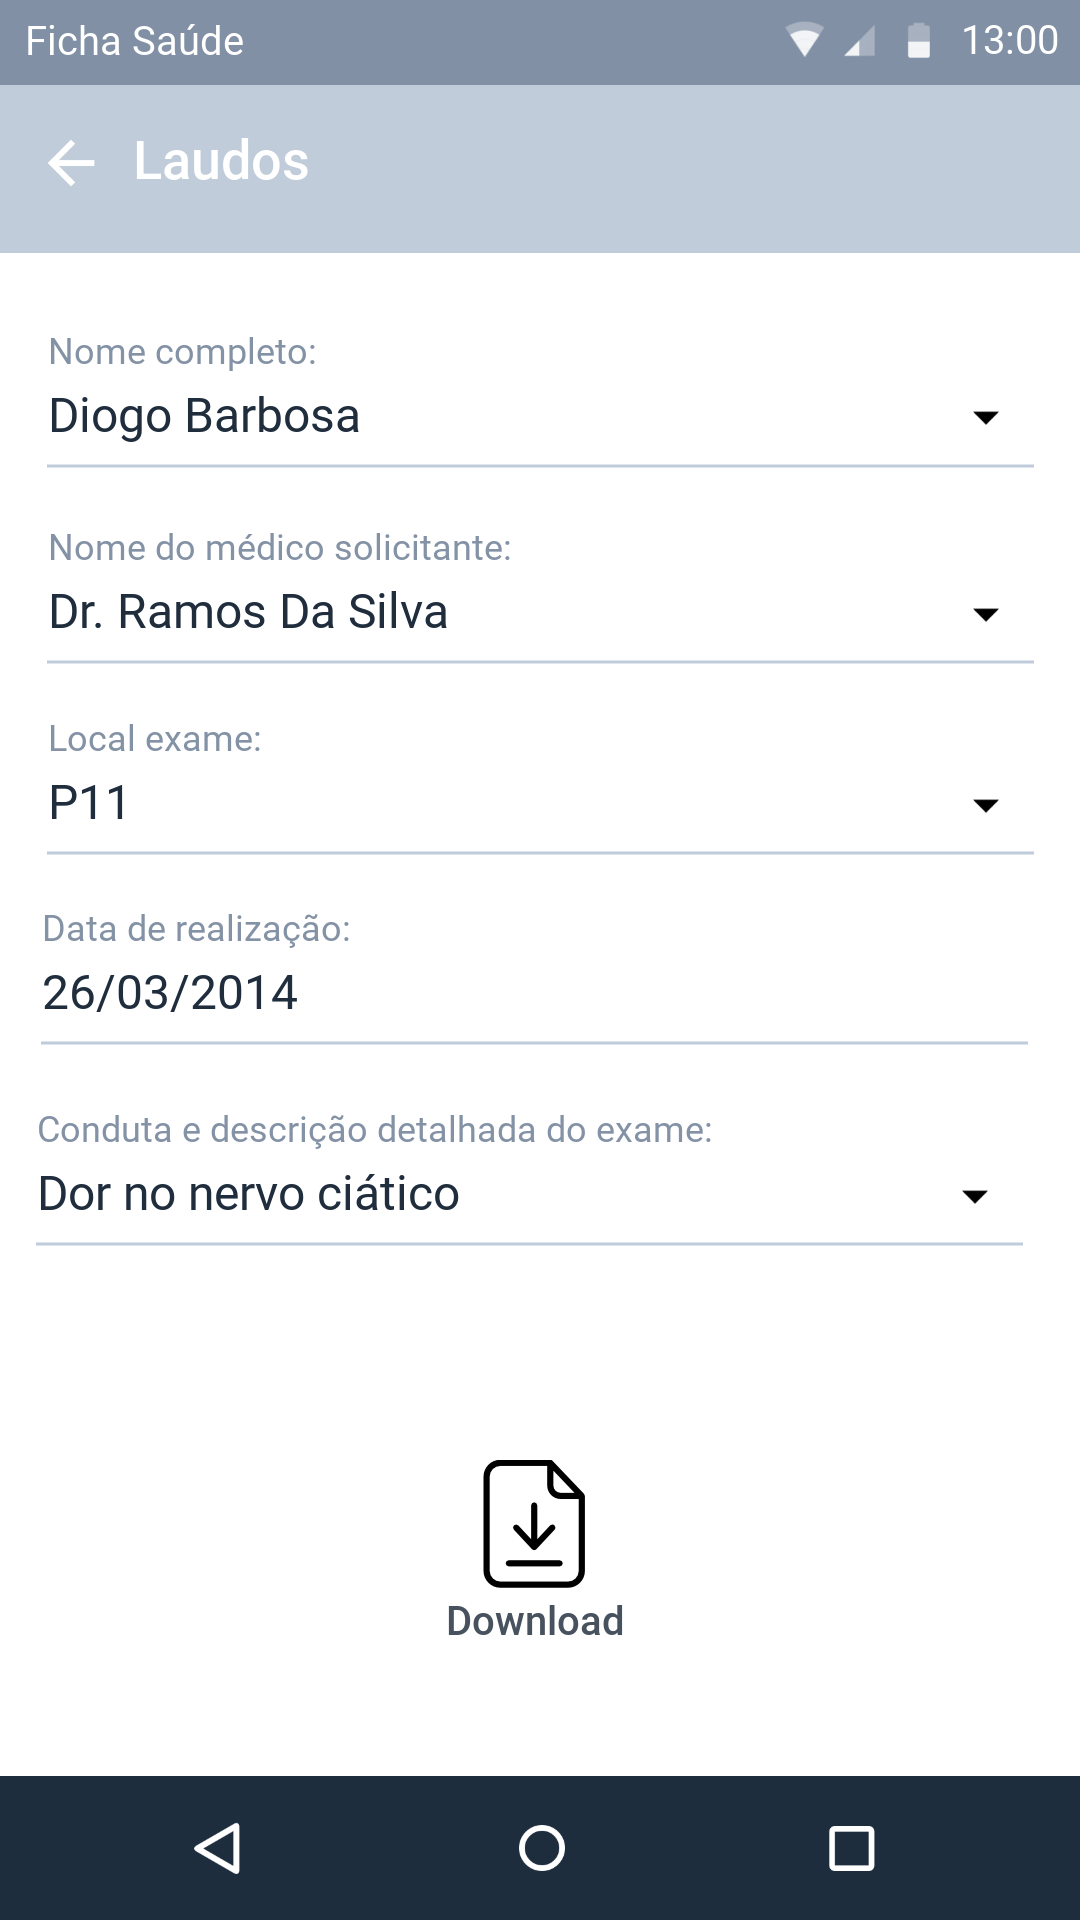 Ficha Saúde 13:00
Laudos
Nome completo:
Diogo Barbosa
Nome do médico solicitante:
Dr. Ramos Da Silva
Local exame:
P11
Data de realização:
26/03/2014
Conduta e descrição detalhada do exame:
Dor no nervo ciático
Download